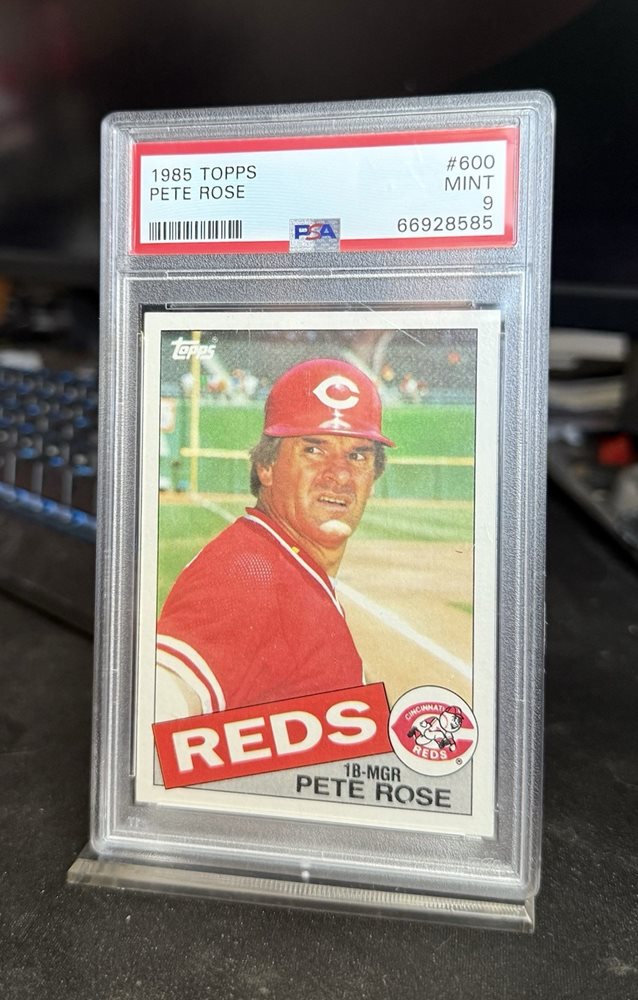 1985 TOPPS
#600
PETE ROSE
MINT
9
PSA
66928585
topps
C
CINCINNATI
REDS
®
REDS
1B-MGR
PETE ROSE